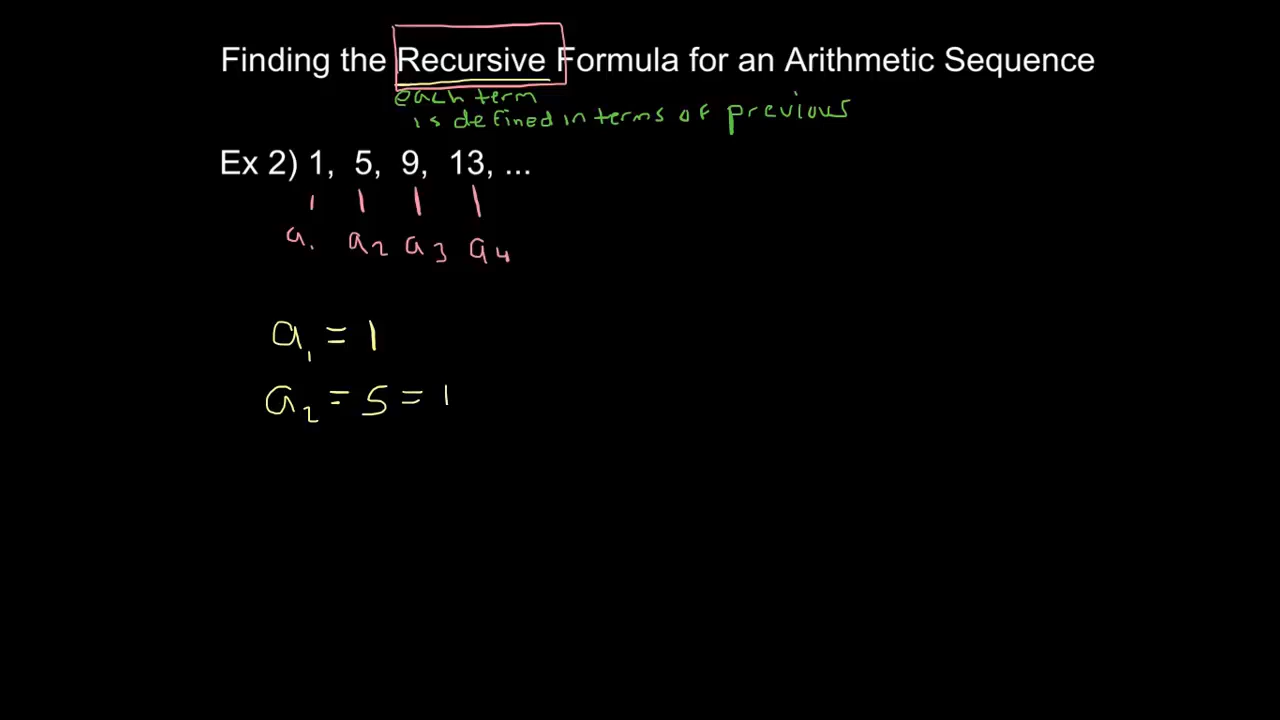 Finding the Recursive Formula for an Arithmetic Sequence
each term
is defined in terms of previous
Ex 2) 1, 5, 9, 13, ...
a₁ a₂ a₃ a₄
a₁ = 1
a₂ = 5 = 1